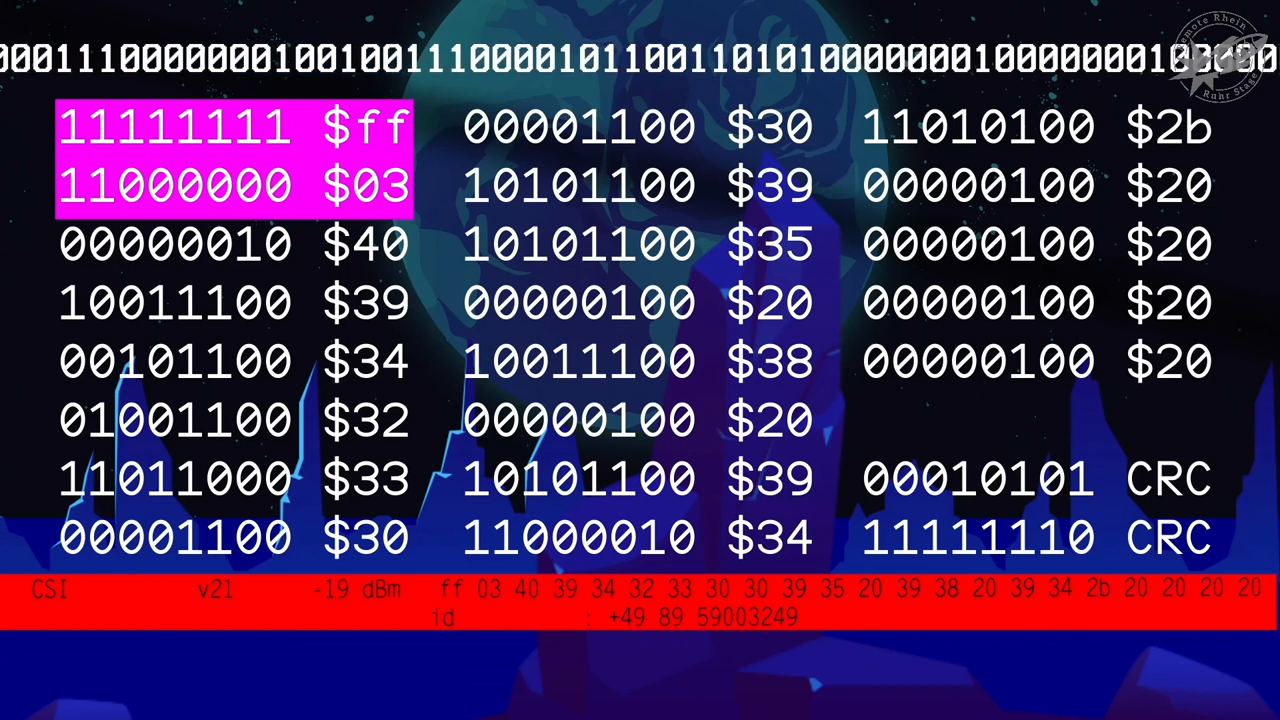 11111111 $ff 00001100 $30 11010100 $2b
11000000 $03 10101100 $39 00000100 $20
00000010 $40 10101100 $35 00000100 $20
10011100 $39 00000100 $20 00000100 $20
00101100 $34 10011100 $38 00000100 $20
01001100 $32 00000100 $20
11011000 $33 10101100 $39 00010101 CRC
00001100 $30 11000010 $34 11111110 CRC
CSI v21 -19 dBm ff 03 40 39 34 32 33 30 30 39 35 20 39 38 20 39 34 2b 20 20 20 20
id : +49 89 59003249
Remote Rhein
Ruhr Stage